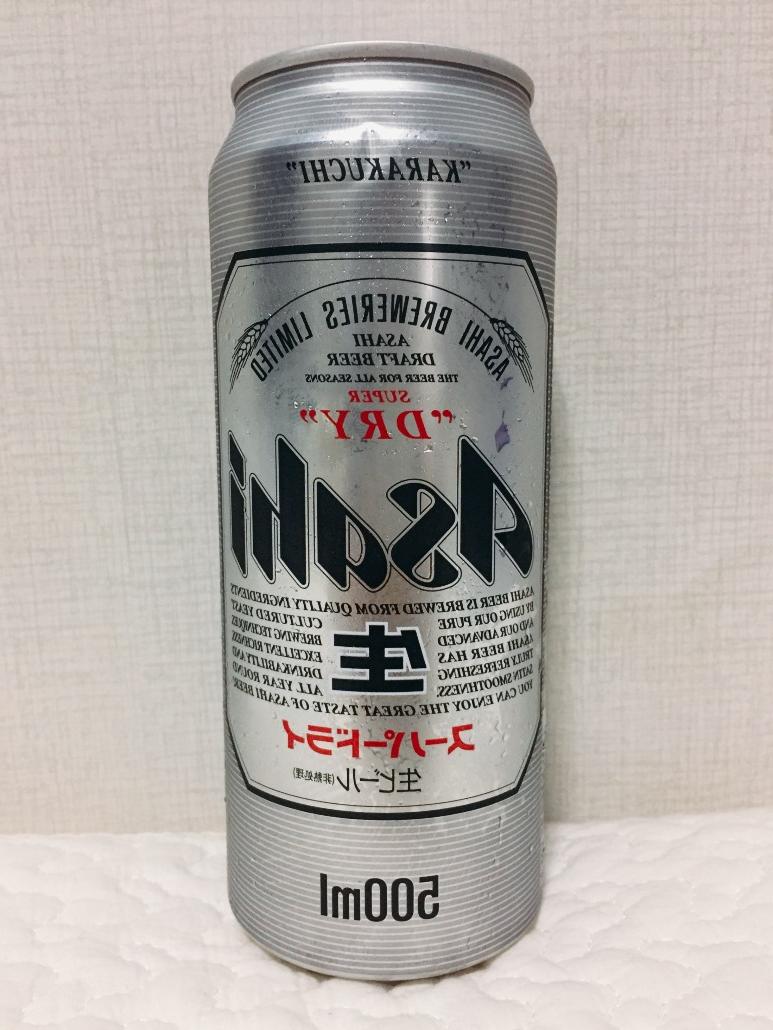 "KARAKUCHI"
ASAHI BREWERIES LIMITED
ASAHI
DRAFT BEER
THE BEER FOR ALL SEASONS
SUPER
"DRY"
Asahi
ASAHI BEER IS BREWED FROM QUALITY INGREDIENTS
BY USING OUR PURE CULTURED YEAST
AND OUR ADVANCED BREWING TECHNIQUES.
ASAHI BEER HAS EXCELLENT RICHNESS,
TRULY REFRESHING DRINKABILITY AND
SATIN SMOOTHNESS. ALL YEAR ROUND
YOU CAN ENJOY THE GREAT TASTE OF ASAHI BEER.
生
スーパードライ
生ビール(非熱処理)
500ml